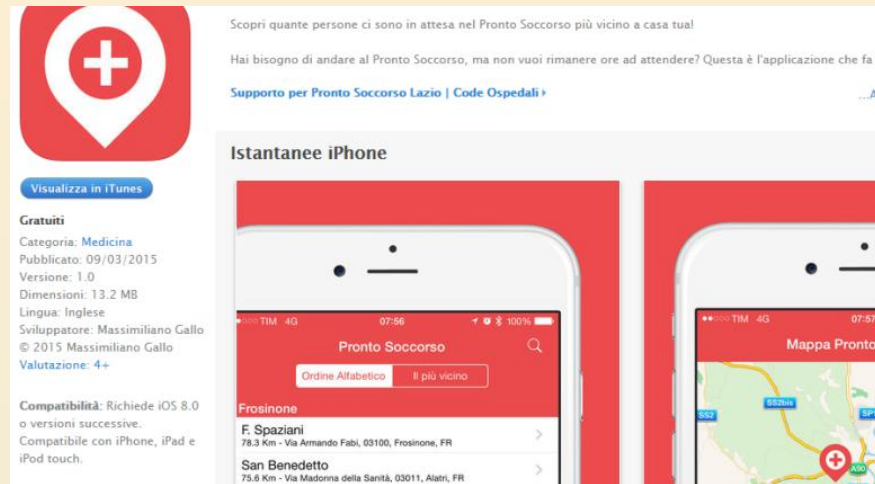 Scopri quante persone ci sono in attesa nel Pronto Soccorso più vicino a casa tua!
Hai bisogno di andare al Pronto Soccorso, ma non vuoi rimanere ore ad attendere? Questa è l'applicazione che fa
Supporto per Pronto Soccorso Lazio | Code Ospedali
...A
Visualizza in iTunes
Gratuiti
Categoria: Medicina
Pubblicato: 09/03/2015
Versione: 1.0
Dimensioni: 13.2 MB
Lingua: Inglese
Sviluppatore: Massimiliano Gallo
© 2015 Massimiliano Gallo
Valutazione: 4+
Compatibilità: Richiede iOS 8.0
o versioni successive.
Compatibile con iPhone, iPad e
iPod touch.
Istantanee iPhone
TIM 4G 07:56 100%
Pronto Soccorso
Ordine Alfabetico Il più vicino
Frosinone
F. Spaziani
78.3 Km - Via Armando Fabi, 03100, Frosinone, FR
San Benedetto
75.6 Km - Via Madonna della Sanità, 03011, Alatri, FR
TIM 4G 07:57
Mappa Pronto
SS2bis
SS2
A90